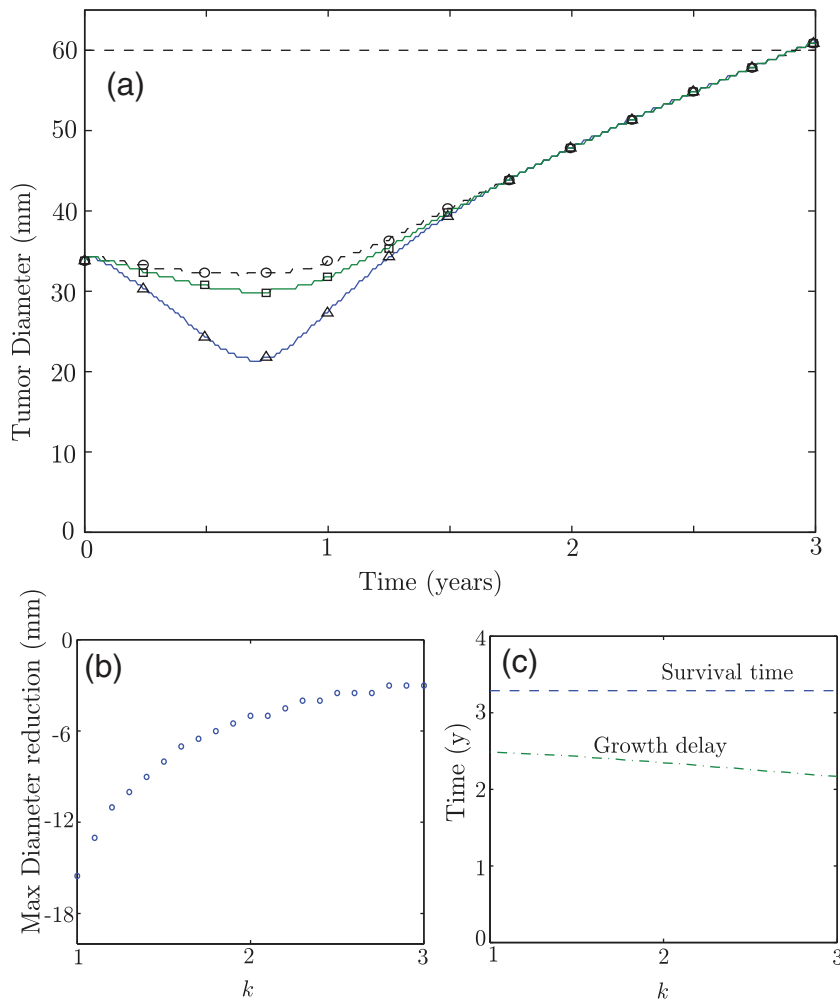 (a)
Tumor Diameter (mm)
60
50
40
30
20
10
0
0
1
2
3
Time (years)
(b)
Max Diameter reduction (mm)
0
-6
-12
-18
1
2
3
k
(c)
Time (y)
4
3
2
1
0
Survival time
Growth delay
1
2
3
k